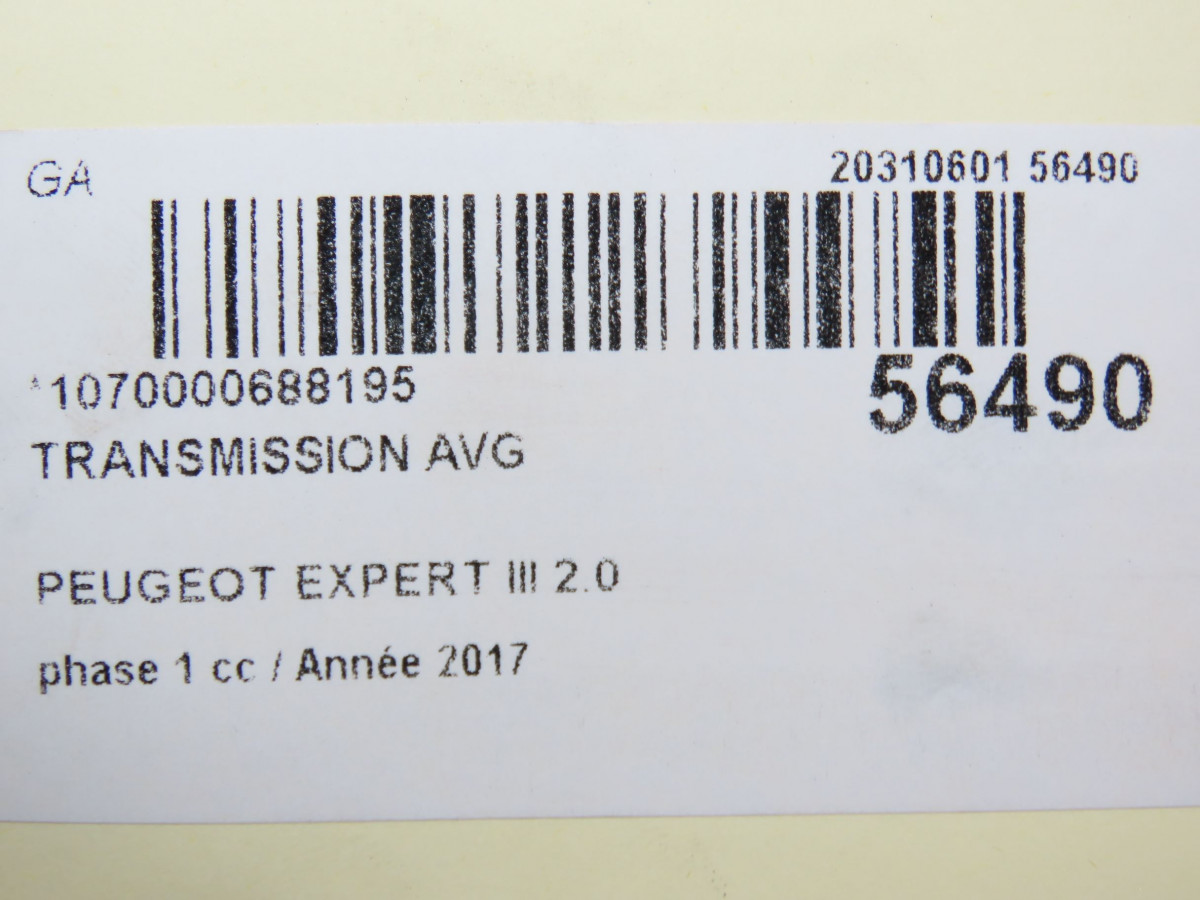 GA
20310601 56490
*1070000688195
56490
TRANSMISSION AVG
PEUGEOT EXPERT III 2.0
phase 1 cc / Année 2017